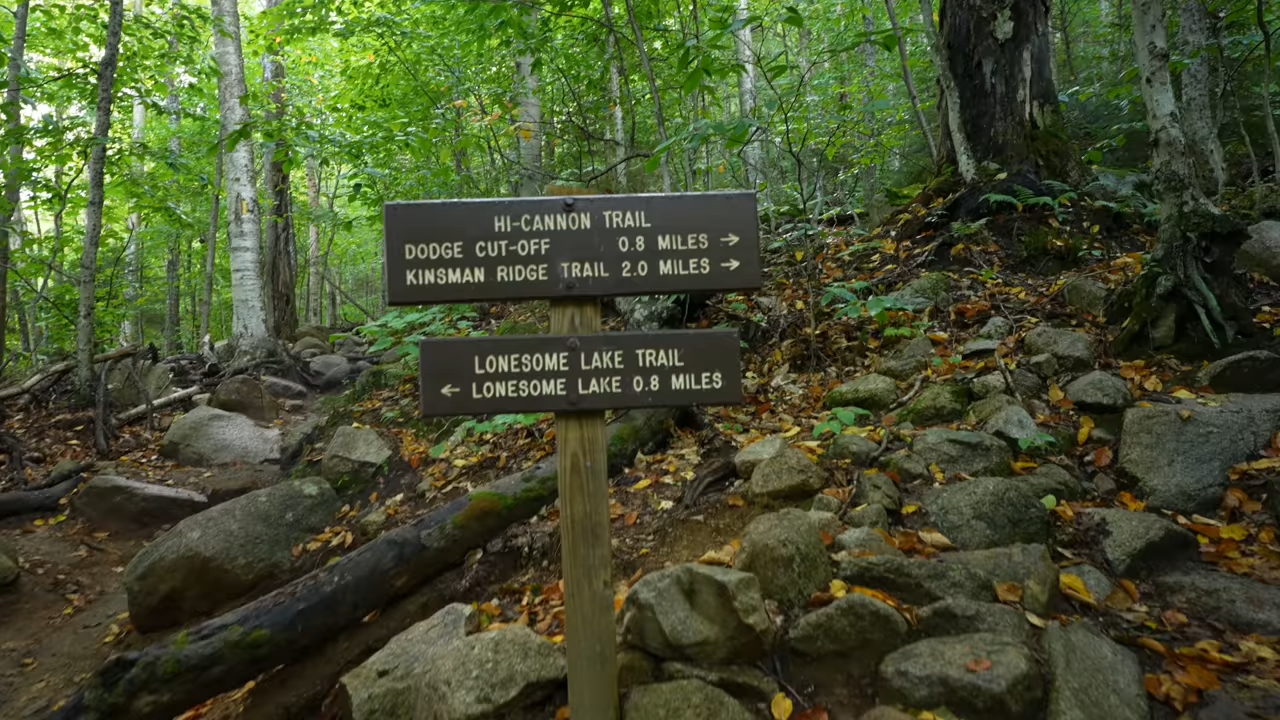 HI-CANNON TRAIL
DODGE CUT-OFF 0.8 MILES →
KINSMAN RIDGE TRAIL 2.0 MILES →
LONESOME LAKE TRAIL
← LONESOME LAKE 0.8 MILES